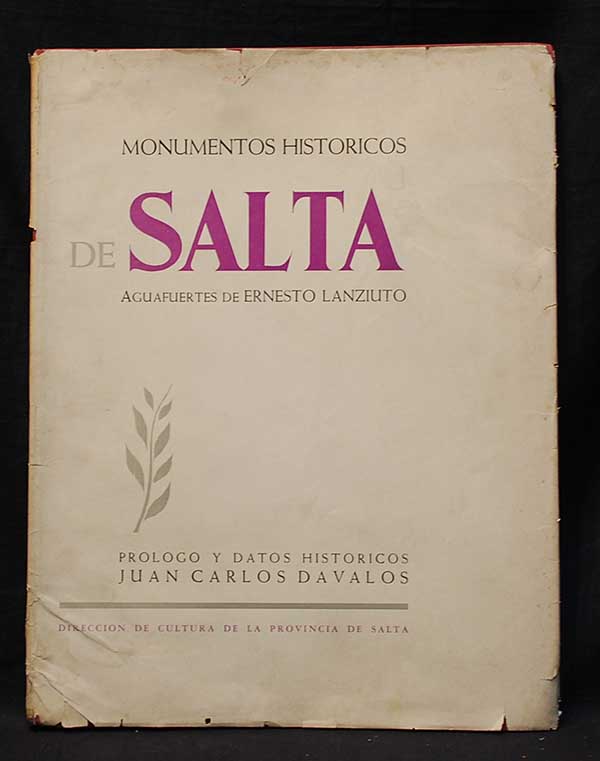 MONUMENTOS HISTORICOS
DE SALTA
AGUAFUERTES DE ERNESTO LANZIUTO
PROLOGO Y DATOS HISTORICOS
JUAN CARLOS DAVALOS
DIRECCION DE CULTURA DE LA PROVINCIA DE SALTA